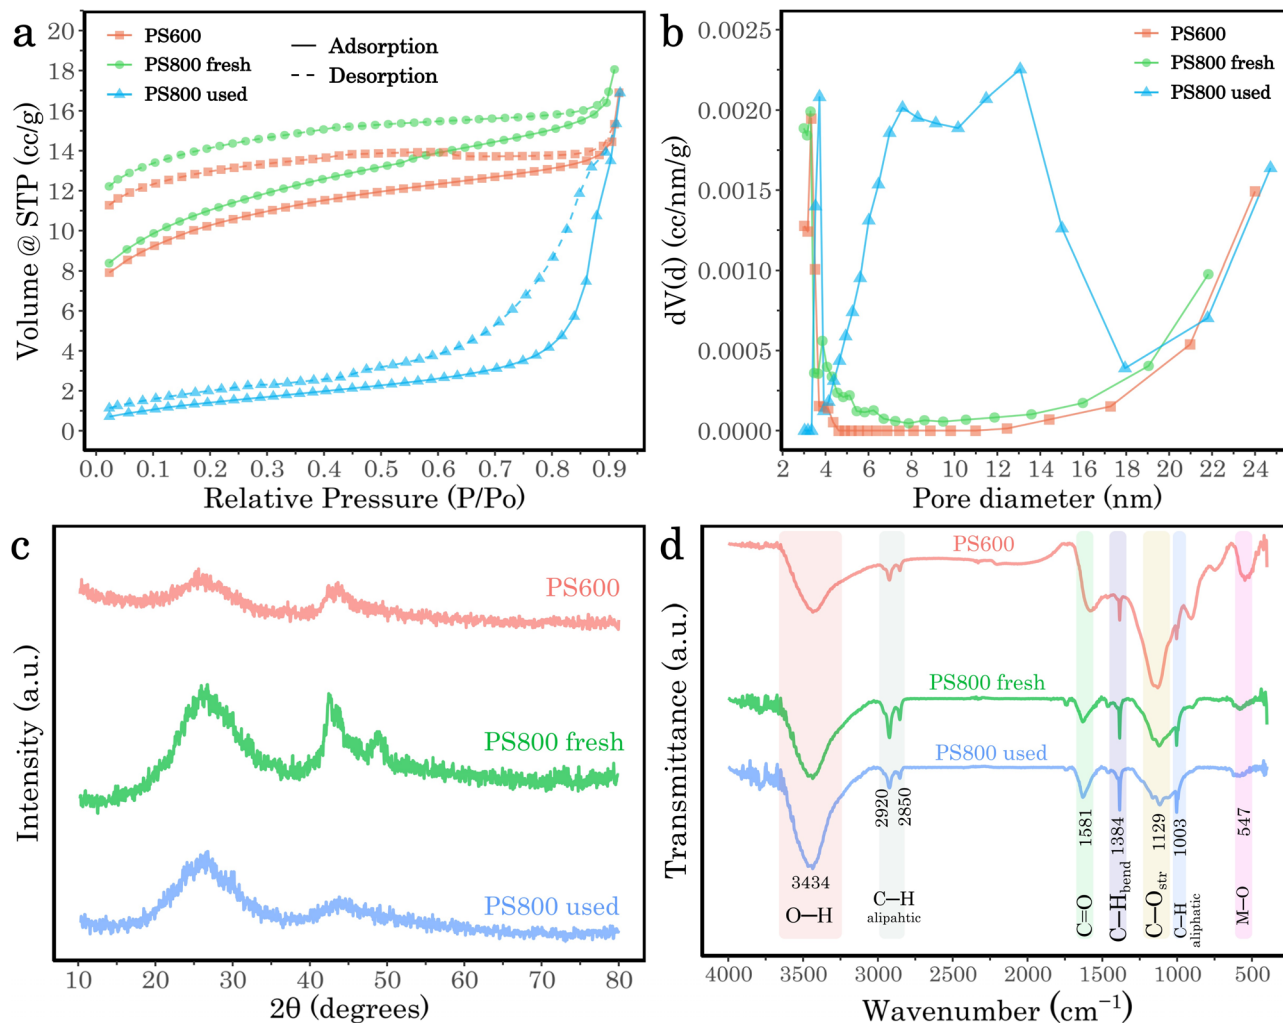 a
PS600
PS800 fresh
PS800 used
Adsorption
Desorption
Volume @ STP (cc/g)
20
18
16
14
12
10
8
6
4
2
0
0.0 0.1 0.2 0.3 0.4 0.5 0.6 0.7 0.8 0.9
Relative Pressure (P/Po)
b
PS600
PS800 fresh
PS800 used
dV(d) (cc/nm/g)
0.0025
0.0020
0.0015
0.0010
0.0005
0.0000
2 4 6 8 10 12 14 16 18 20 22 24
Pore diameter (nm)
c
PS600
PS800 fresh
PS800 used
Intensity (a.u.)
10 20 30 40 50 60 70 80
2θ (degrees)
d
PS600
PS800 fresh
PS800 used
Transmittance (a.u.)
3434
O−H
2920
2850
C−H
alipahtic
1581
C=O
1384
C−Hbend
1129
C−Ostr
1003
C−H
aliphatic
547
M−O
4000 3500 3000 2500 2000 1500 1000 500
Wavenumber (cm⁻¹)